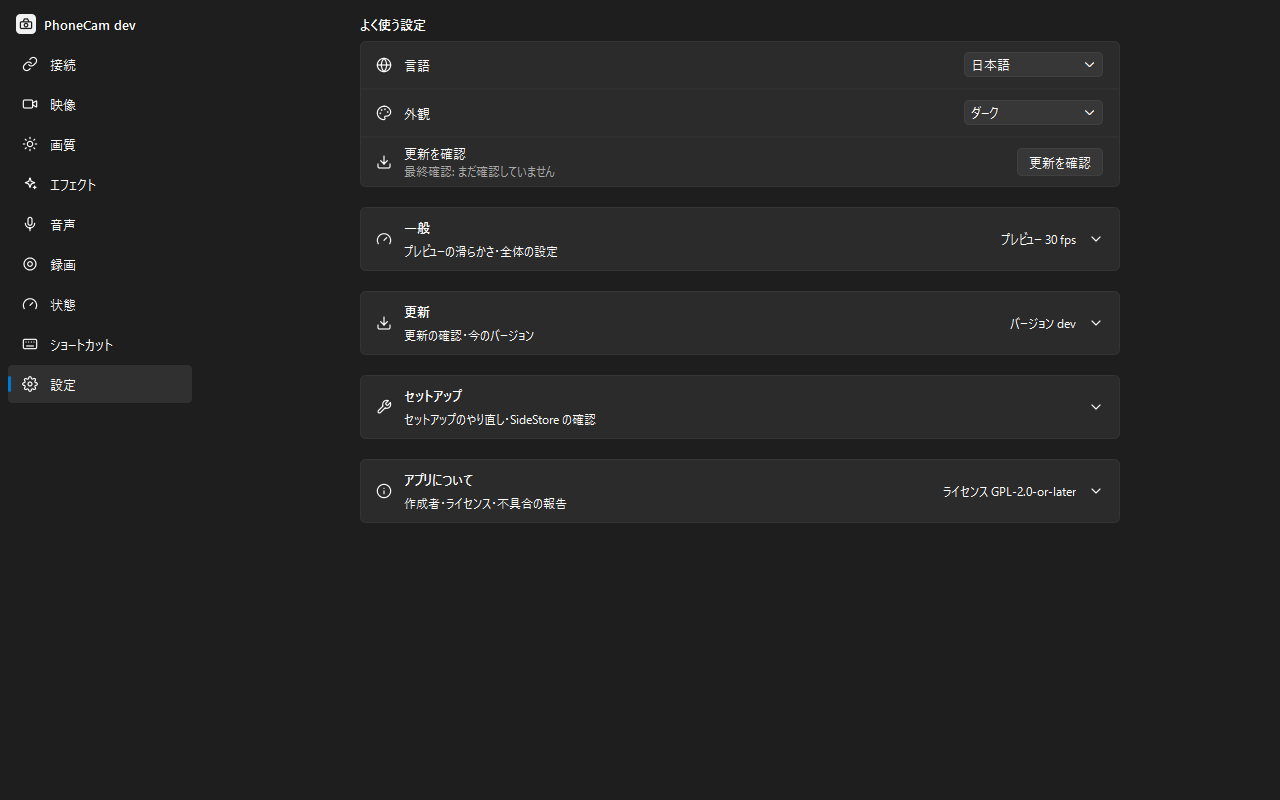 PhoneCam dev
接続
映像
画質
エフェクト
音声
録画
状態
ショートカット
設定
よく使う設定
言語
日本語
外観
ダーク
更新を確認
最終確認: まだ確認していません
更新を確認
一般
プレビューの滑らかさ・全体の設定
プレビュー 30 fps
更新
更新の確認・今のバージョン
バージョン dev
セットアップ
セットアップのやり直し・SideStore の確認
アプリについて
作成者・ライセンス・不具合の報告
ライセンス GPL-2.0-or-later